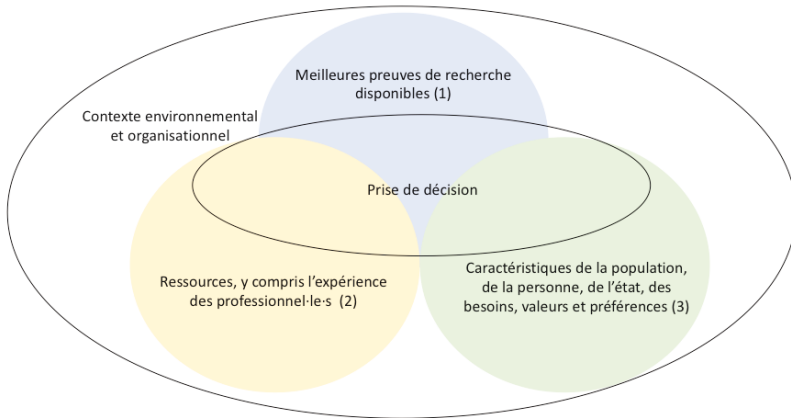 Meilleures preuves de recherche
disponibles (1)
Contexte environnemental
et organisationnel
Prise de décision
Ressources, y compris l’expérience
des professionnel·le·s (2)
Caractéristiques de la population,
de la personne, de l’état, des
besoins, valeurs et préférences (3)